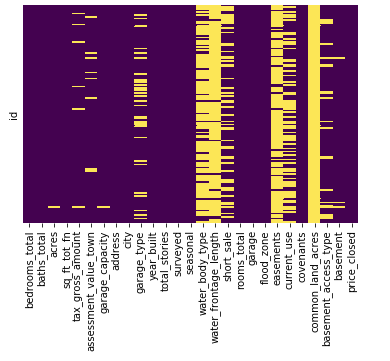 id
bedrooms_total
baths_total
acres
sq_ft_tot_fn
tax_gross_amount
assessment_value_town
garage_capacity
address
city
garage_type
year_built
total_stories
surveyed
seasonal
water_body_type
water_frontage_length
short_sale
rooms_total
garage
flood_zone
easements
current_use
covenants
common_land_acres
basement_access_type
basement
price_closed